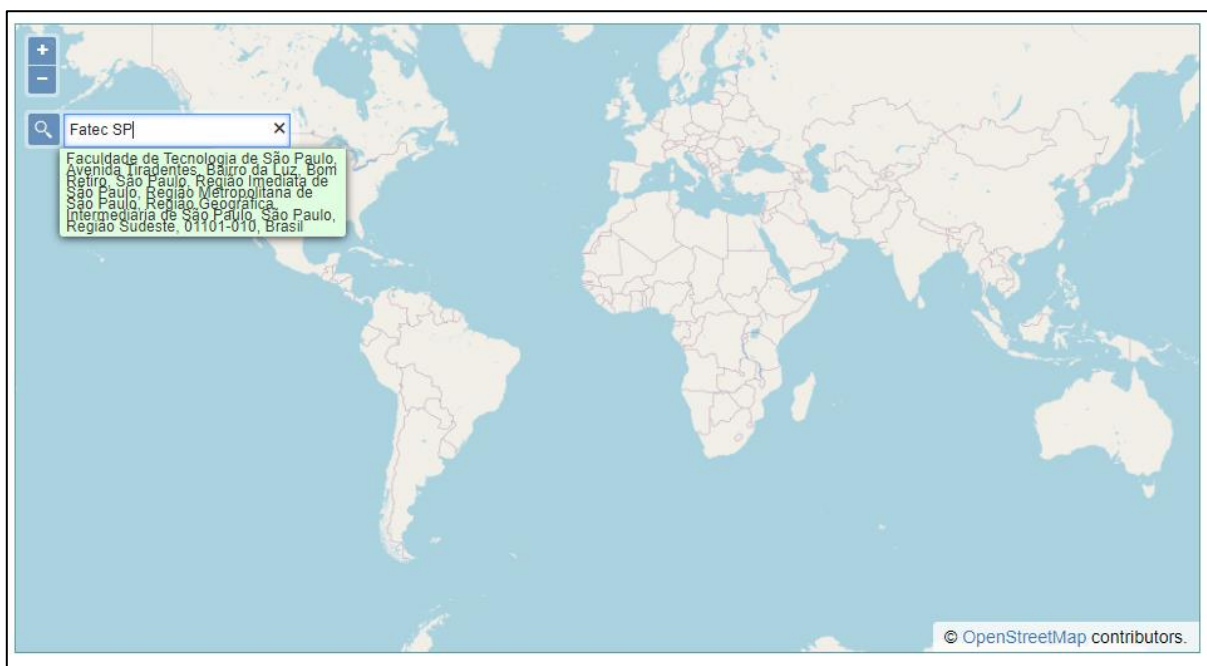 +
−
Fatec SP ×
Faculdade de Tecnologia de São Paulo,
Avenida Tiradentes, Bairro da Luz, Bom
Retiro, São Paulo, Região Imediata de
São Paulo, Região Metropolitana de
São Paulo, Região Geográfica
Intermediária de São Paulo, São Paulo,
Região Sudeste, 01101-010, Brasil
© OpenStreetMap contributors.